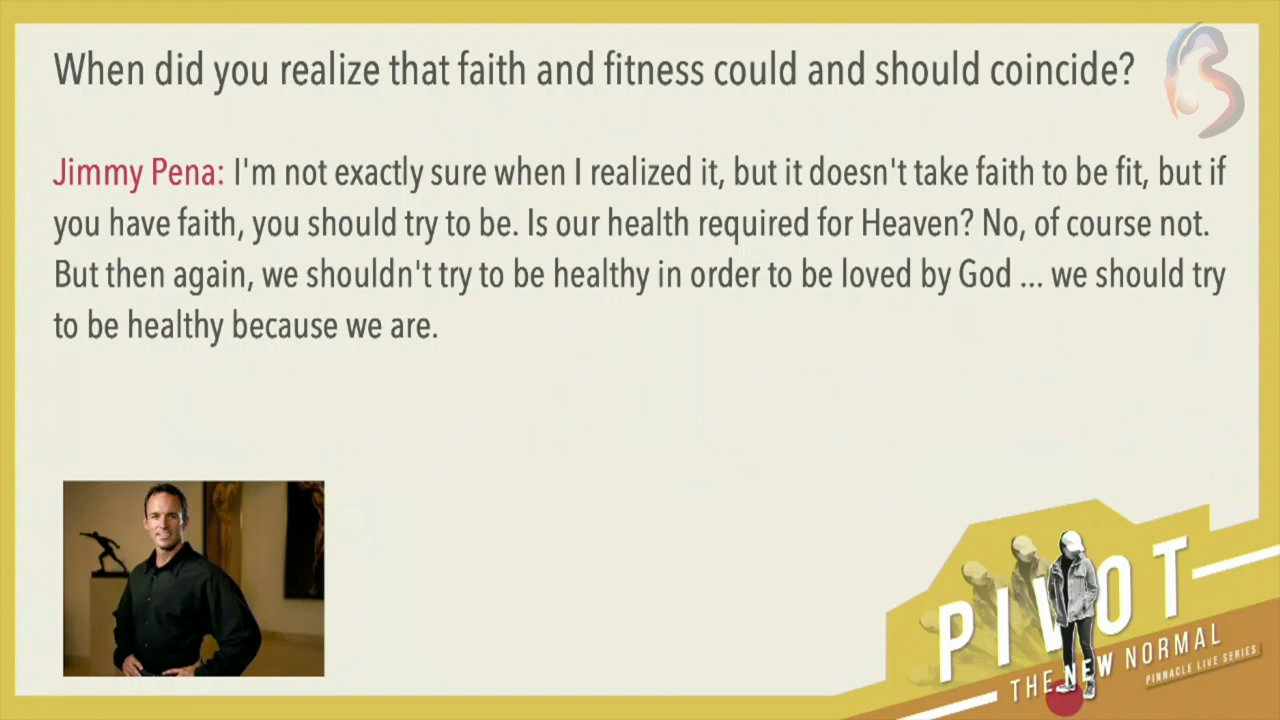 When did you realize that faith and fitness could and should coincide?
Jimmy Pena: I'm not exactly sure when I realized it, but it doesn't take faith to be fit, but if
you have faith, you should try to be. Is our health required for Heaven? No, of course not.
But then again, we shouldn't try to be healthy in order to be loved by God ... we should try
to be healthy because we are.
PIVOT
THE NEW NORMAL
PINNACLE LIVE SERIES